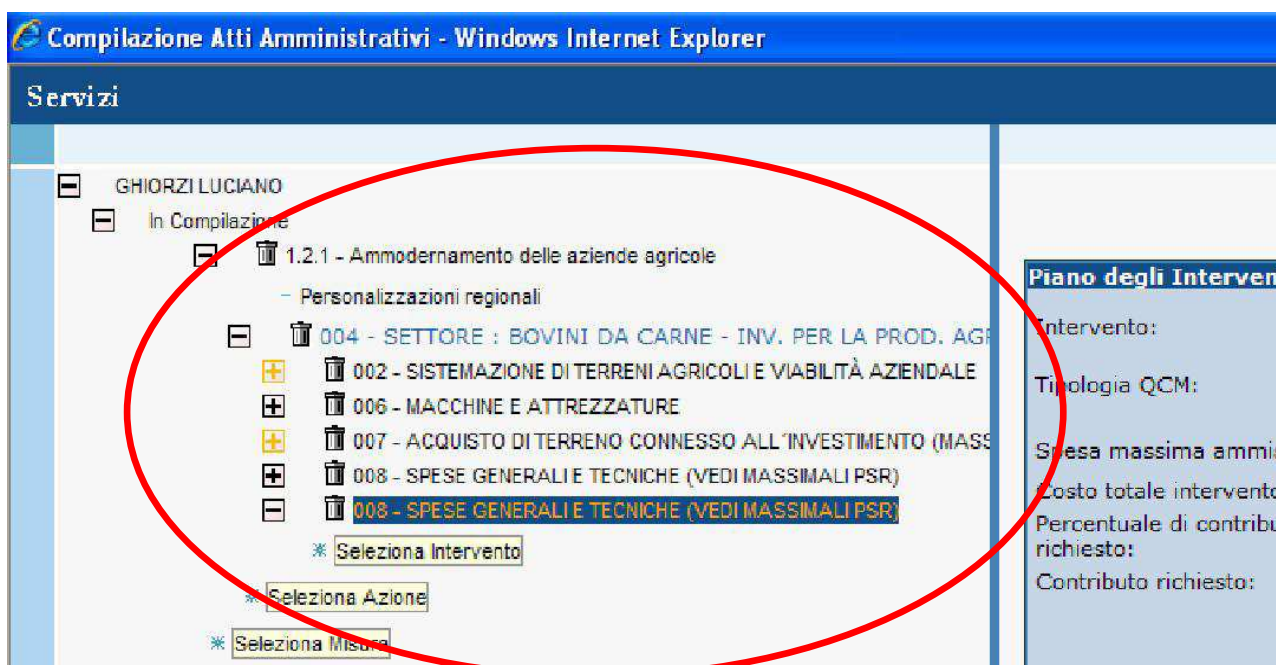 Compilazione Atti Amministrativi - Windows Internet Explorer
Servizi
GHIORZI LUCIANO
In Compilazione
1.2.1 - Ammodernamento delle aziende agricole
- Personalizzazioni regionali
004 - SETTORE : BOVINI DA CARNE - INV. PER LA PROD. AGR
002 - SISTEMAZIONE DI TERRENI AGRICOLI E VIABILITÀ AZIENDALE
006 - MACCHINE E ATTREZZATURE
007 - ACQUISTO DI TERRENO CONNESSO ALL´INVESTIMENTO (MASS
008 - SPESE GENERALI E TECNICHE (VEDI MASSIMALI PSR)
008 - SPESE GENERALI E TECNICHE (VEDI MASSIMALI PSR)
Seleziona Intervento
Seleziona Azione
Seleziona Misura
Piano degli Interven
Intervento:
Tipologia QCM:
Spesa massima ammis
Costo totale intervento
Percentuale di contribu
richiesto:
Contributo richiesto: